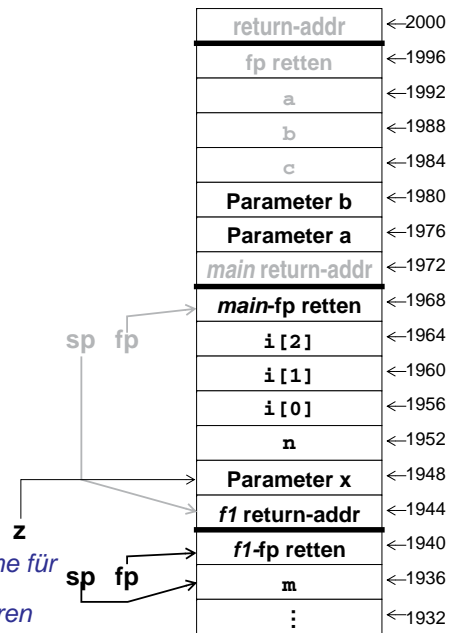 return-addr ←2000
fp retten ←1996
a ←1992
b ←1988
c ←1984
Parameter b ←1980
Parameter a ←1976
main return-addr ←1972
main-fp retten ←1968
sp fp i[2] ←1964
i[1] ←1960
i[0] ←1956
n ←1952
Parameter x ←1948
z f1 return-addr ←1944
f1-fp retten ←1940
für sp fp m ←1936
⋮ ←1932